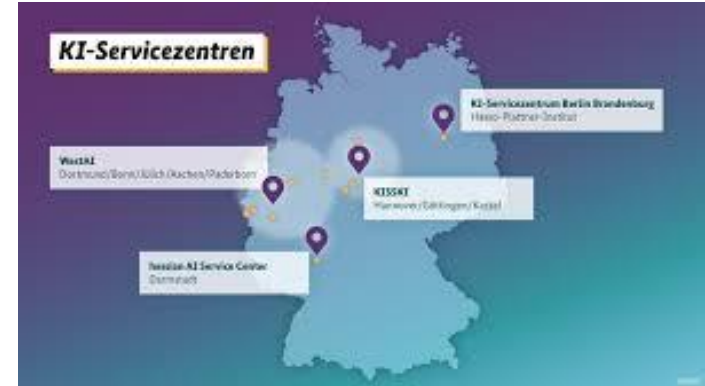 KI-Servicezentren
KI-Servicezentrum Berlin Brandenburg
Hasso-Plattner-Institut
WestAI
Dortmund/Bonn/Jülich/Aachen/Paderborn
KISSKI
Hannover/Göttingen/Kassel
hessian AI Service Center
Darmstadt